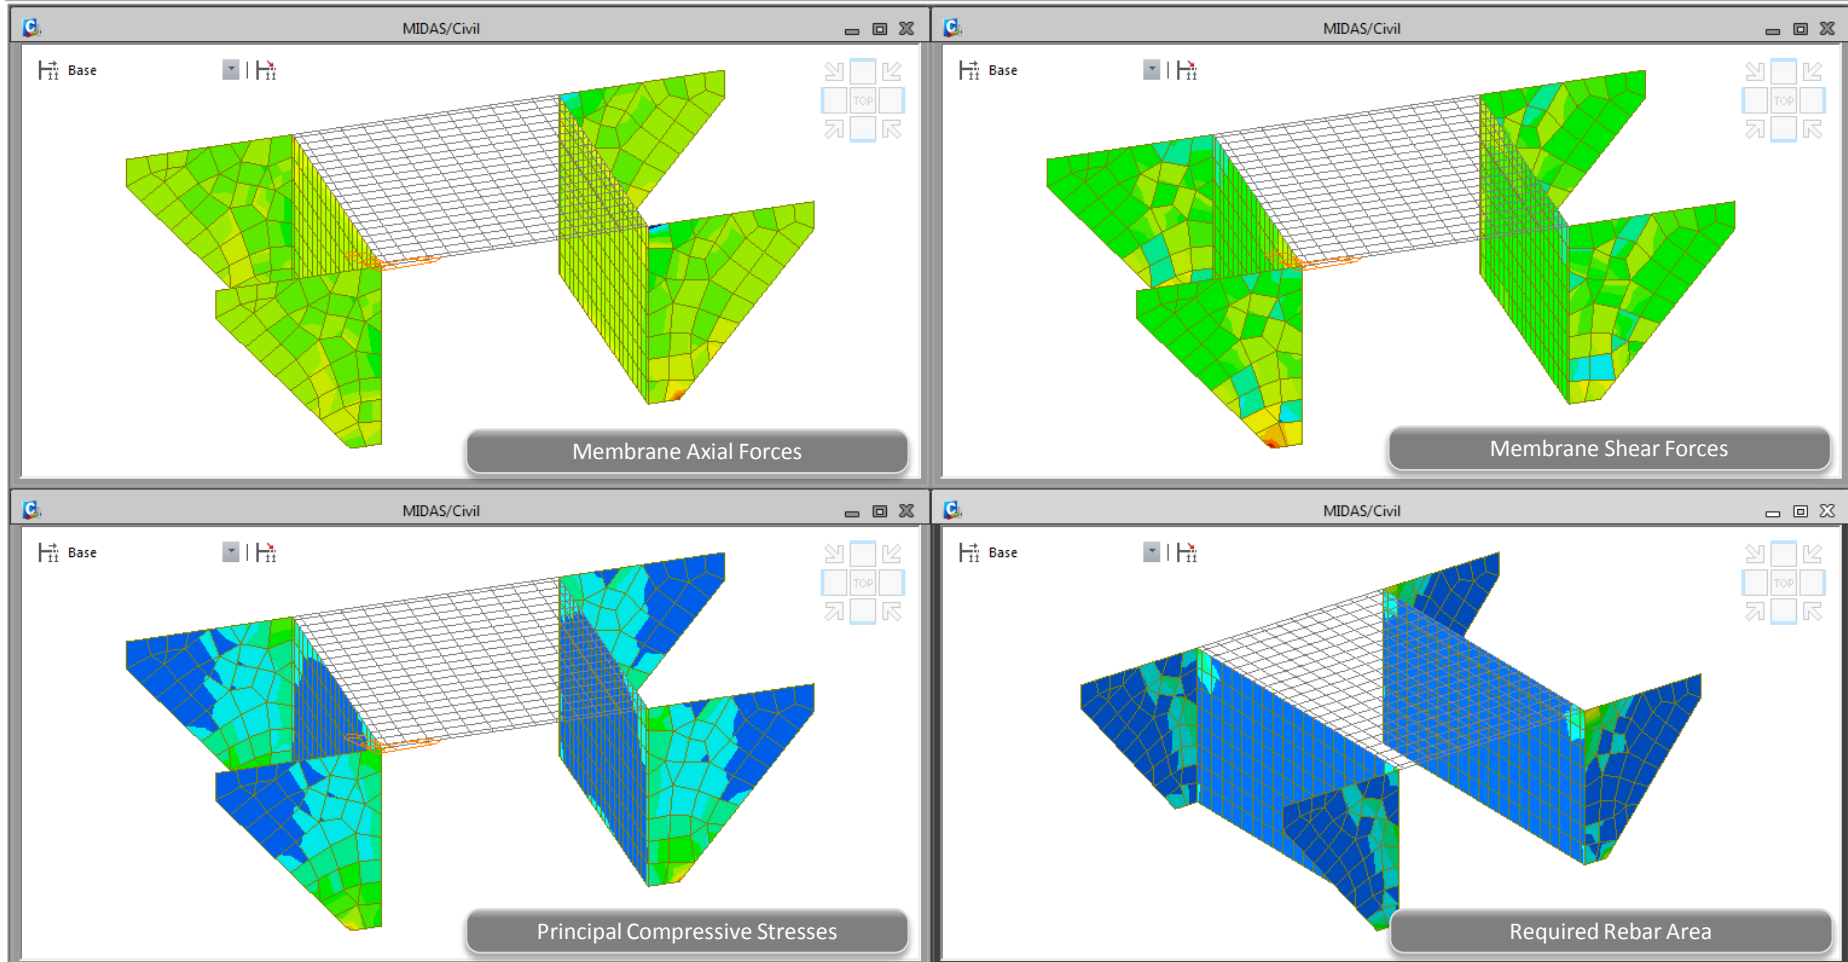 MIDAS/Civil
MIDAS/Civil
Base
TOP
Base
TOP
Membrane Axial Forces
Membrane Shear Forces
MIDAS/Civil
MIDAS/Civil
Base
TOP
Base
TOP
Principal Compressive Stresses
Required Rebar Area